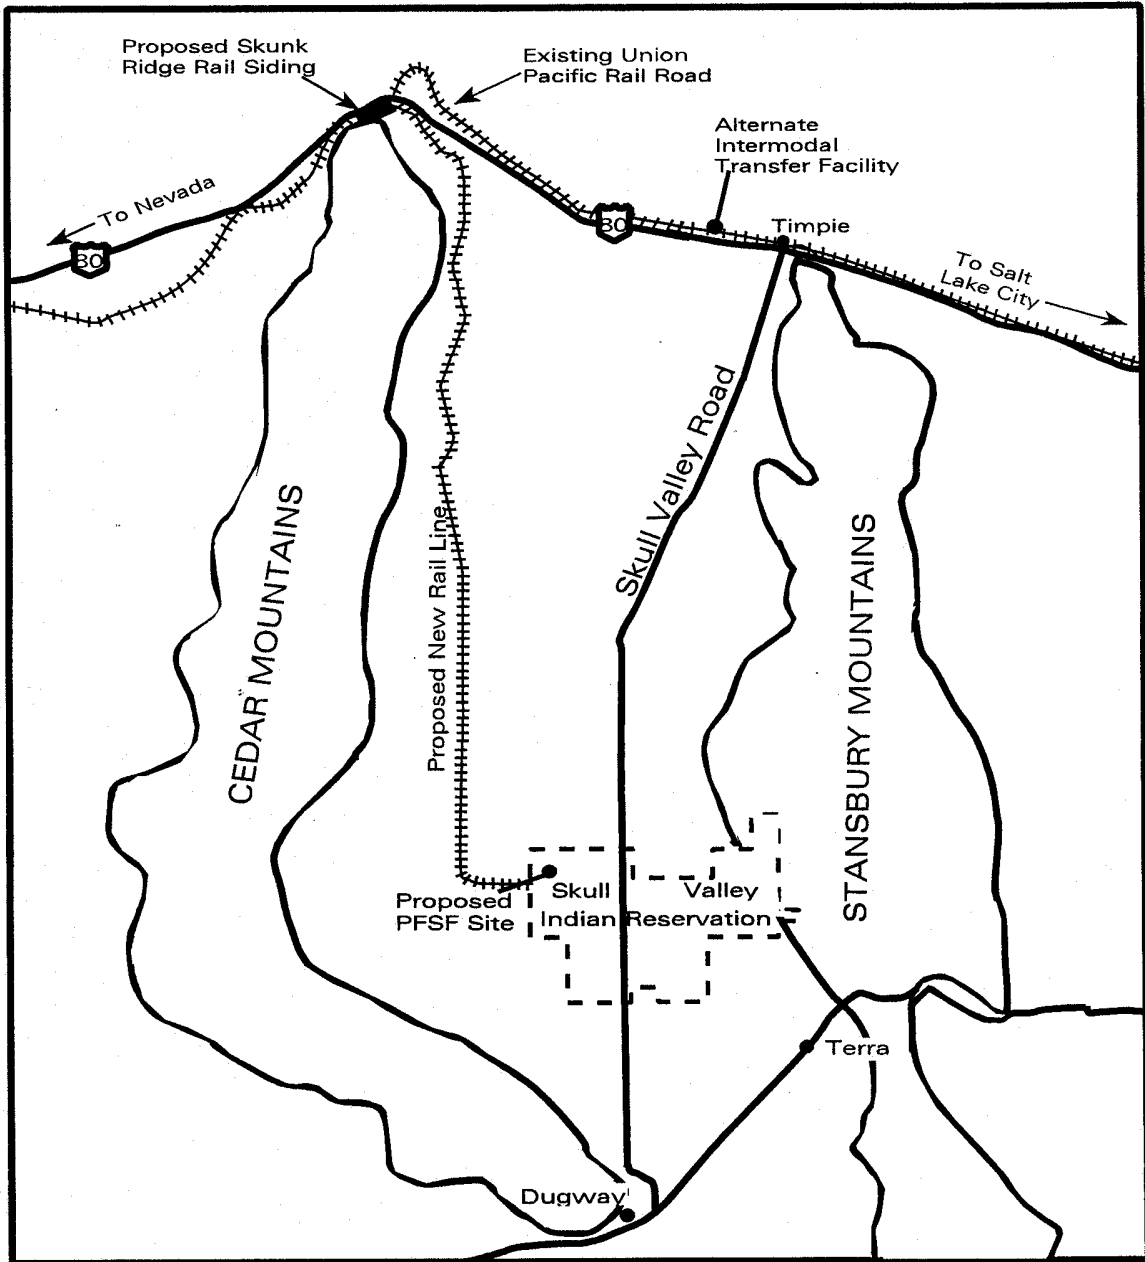 Proposed Skunk
Ridge Rail Siding
Existing Union
Pacific Rail Road
Alternate
Intermodal
Transfer Facility
To Nevada
80
80
Timpie
To Salt
Lake City
Skull Valley Road
CEDAR MOUNTAINS
Proposed New Rail Line
STANSBURY MOUNTAINS
Proposed
PFSF Site
Skull Valley
Indian Reservation
Terra
Dugway